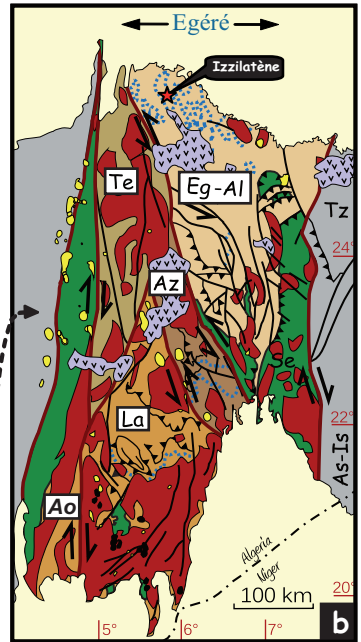 Egéré
Izzilatène
Te
Eg-Al
Tz
24°
Az
Se
La
22°
As-Is
Ao
Algeria
Niger
100 km
20°
5°
6°
7°
b